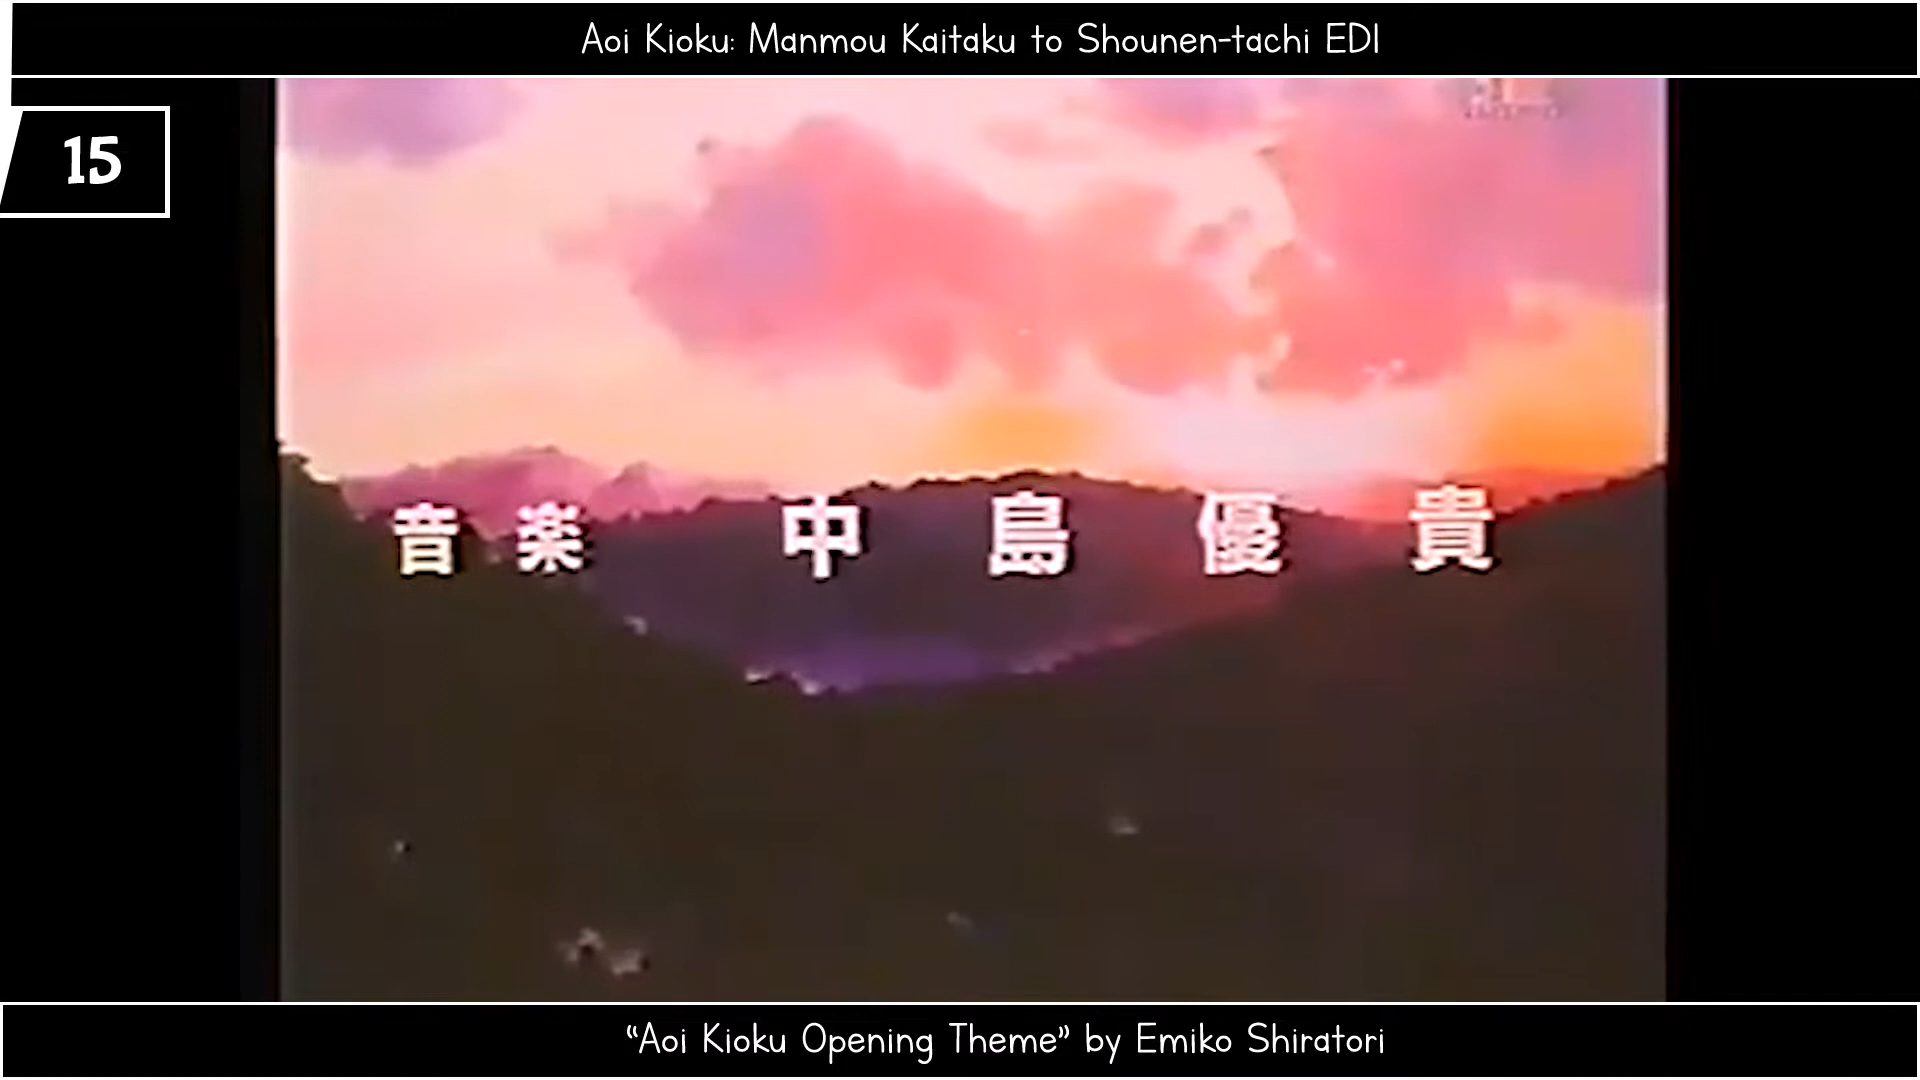 Aoi Kioku: Manmou Kaitaku to Shounen-tachi ED1
15
音楽 中島優貴
“Aoi Kioku Opening Theme” by Emiko Shiratori